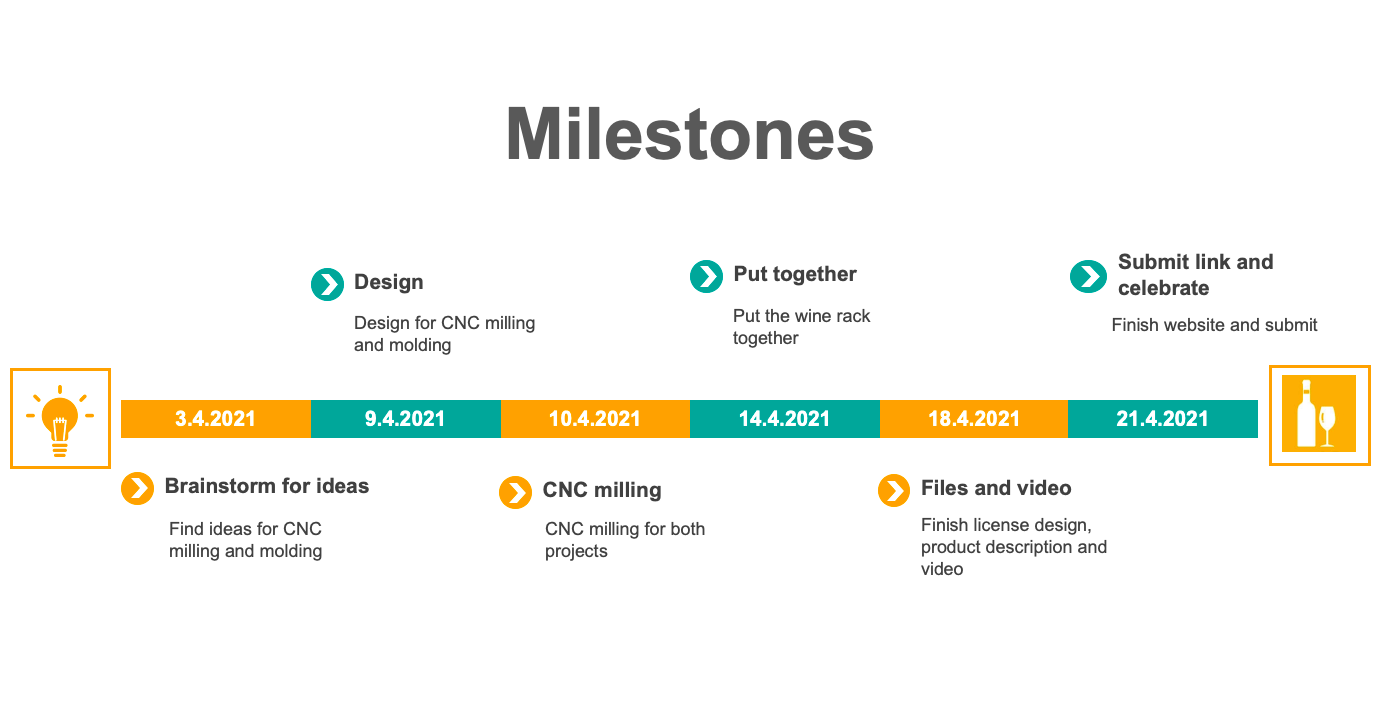 Milestones
Design
Design for CNC milling
and molding
Put together
Put the wine rack
together
Submit link and
celebrate
Finish website and submit
3.4.2021
9.4.2021
10.4.2021
14.4.2021
18.4.2021
21.4.2021
Brainstorm for ideas
Find ideas for CNC
milling and molding
CNC milling
CNC milling for both
projects
Files and video
Finish license design,
product description and
video